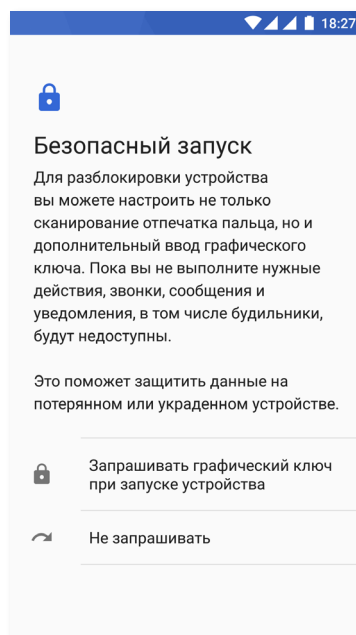 18:27
Безопасный запуск
Для разблокировки устройства
вы можете настроить не только
сканирование отпечатка пальца, но и
дополнительный ввод графического
ключа. Пока вы не выполните нужные
действия, звонки, сообщения и
уведомления, в том числе будильники,
будут недоступны.
Это поможет защитить данные на
потерянном или украденном устройстве.
Запрашивать графический ключ
при запуске устройства
Не запрашивать